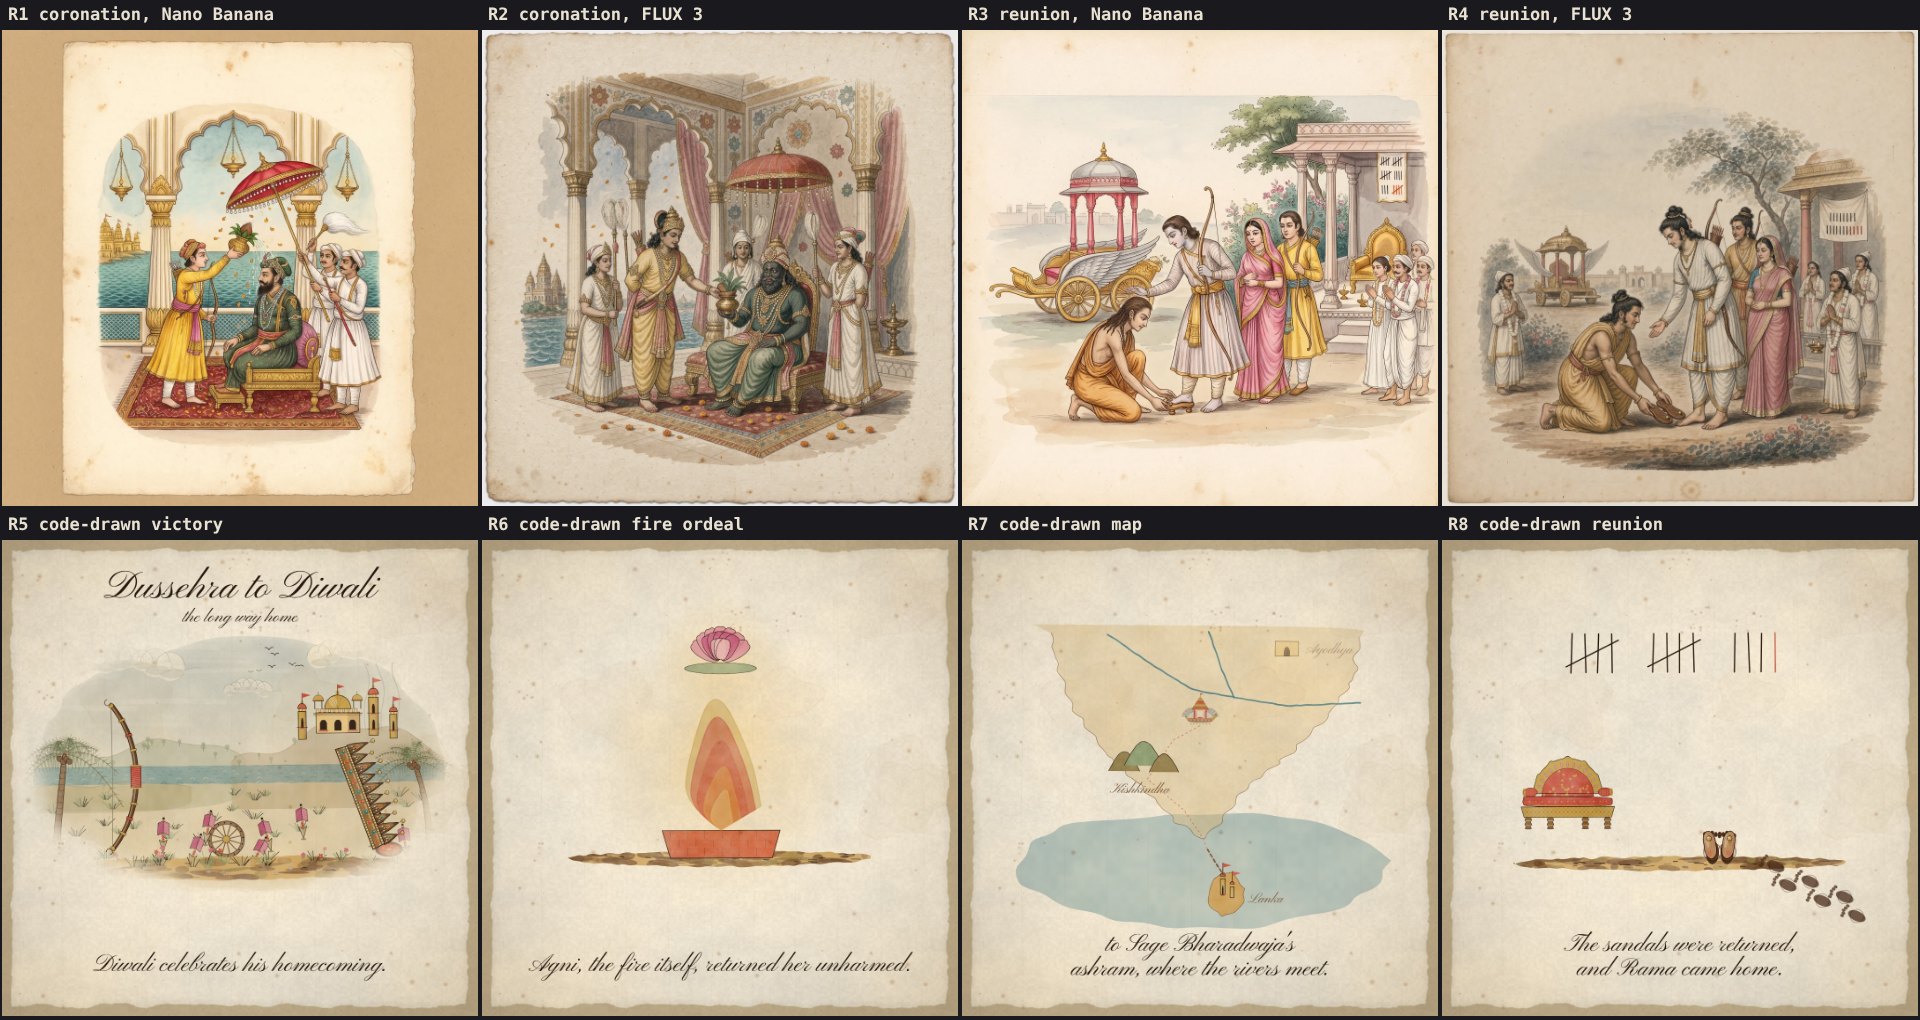 R1 coronation, Nano Banana
R2 coronation, FLUX 3
R3 reunion, Nano Banana
R4 reunion, FLUX 3
R5 code-drawn victory
Dussehra to Diwali
the long way home
Diwali celebrates his homecoming.
R6 code-drawn fire ordeal
Agni, the fire itself, returned her unharmed.
R7 code-drawn map
Ayodhya
Kishkindha
Lanka
to Sage Bharadwaja's
ashram, where the rivers meet.
R8 code-drawn reunion
The sandals were returned,
and Rama came home.